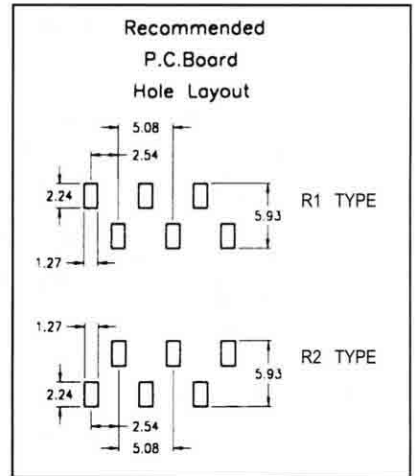 Recommended
P.C.Board
Hole Layout
5.08
2.54
2.24
5.93
R1 TYPE
1.27
1.27
R2 TYPE
5.93
2.24
2.54
5.08